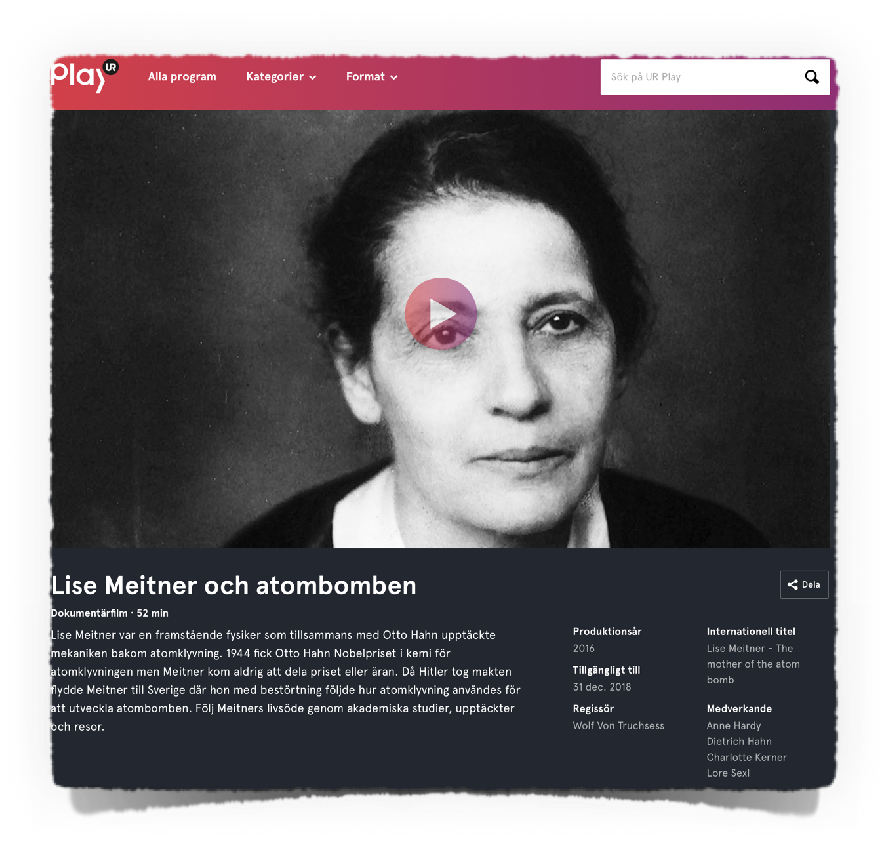 Play UR
Alla program
Kategorier
Format
Sök på UR Play
Lise Meitner och atombomben
Dela
Dokumentärfilm · 52 min
Lise Meitner var en framstående fysiker som tillsammans med Otto Hahn upptäckte
mekaniken bakom atomklyvning. 1944 fick Otto Hahn Nobelpriset i kemi för
atomklyvningen men Meitner kom aldrig att dela priset eller äran. Då Hitler tog makten
flydde Meitner till Sverige där hon med bestörtning följde hur atomklyvning användes för
att utveckla atombomben. Följ Meitners livsöde genom akademiska studier, upptäckter
och resor.
Produktionsår
2016
Tillgängligt till
31 dec. 2018
Regissör
Wolf Von Truchsess
Internationell titel
Lise Meitner - The
mother of the atom
bomb
Medverkande
Anne Hardy
Dietrich Hahn
Charlotte Kerner
Lore Sexl